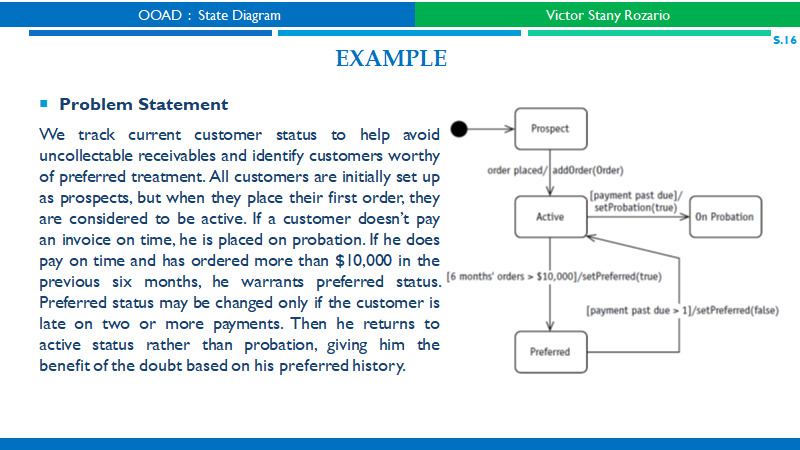 OOAD : State Diagram
Victor Stany Rozario
S.16
EXAMPLE
Problem Statement
We track current customer status to help avoid
uncollectable receivables and identify customers worthy
of preferred treatment. All customers are initially set up
as prospects, but when they place their first order, they
are considered to be active. If a customer doesn't pay
an invoice on time, he is placed on probation. If he does
pay on time and has ordered more than $10,000 in the
previous six months, he warrants preferred status.
Preferred status may be changed only if the customer is
late on two or more payments. Then he returns to
active status rather than probation, giving him the
benefit of the doubt based on his preferred history.
Prospect
order placed/ addOrder(Order)
[payment past due]/
setProbation(true)
Active
On Probation
[6 months' orders > $10,000]/setPreferred(true)
[payment past due > 1]/setPreferred(false)
Preferred